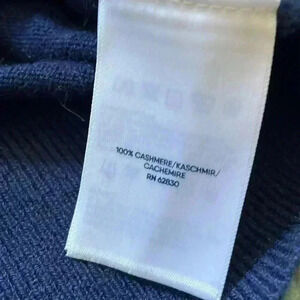 100% CASHMERE/KASCHMIR/
CACHEMIRE
RN 62830